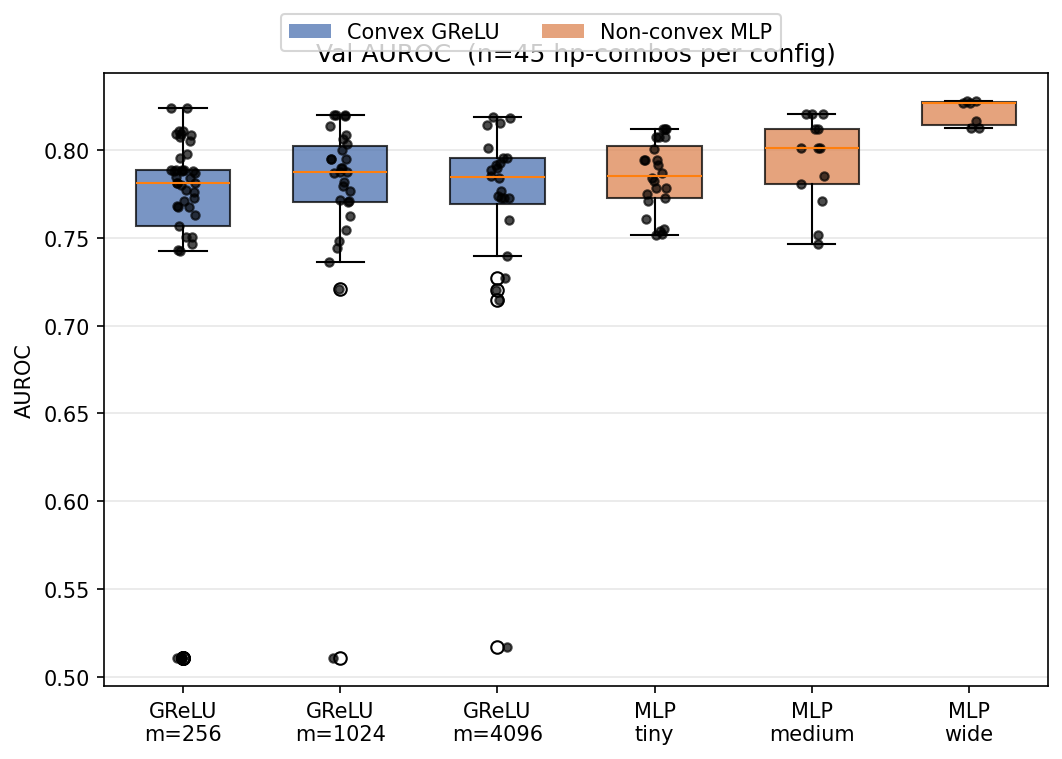 Convex GReLU
Non-convex MLP
Val AUROC (n=45 hp-combos per config)
AUROC
0.80
0.75
0.70
0.65
0.60
0.55
0.50
GReLU
m=256
GReLU
m=1024
GReLU
m=4096
MLP
tiny
MLP
medium
MLP
wide